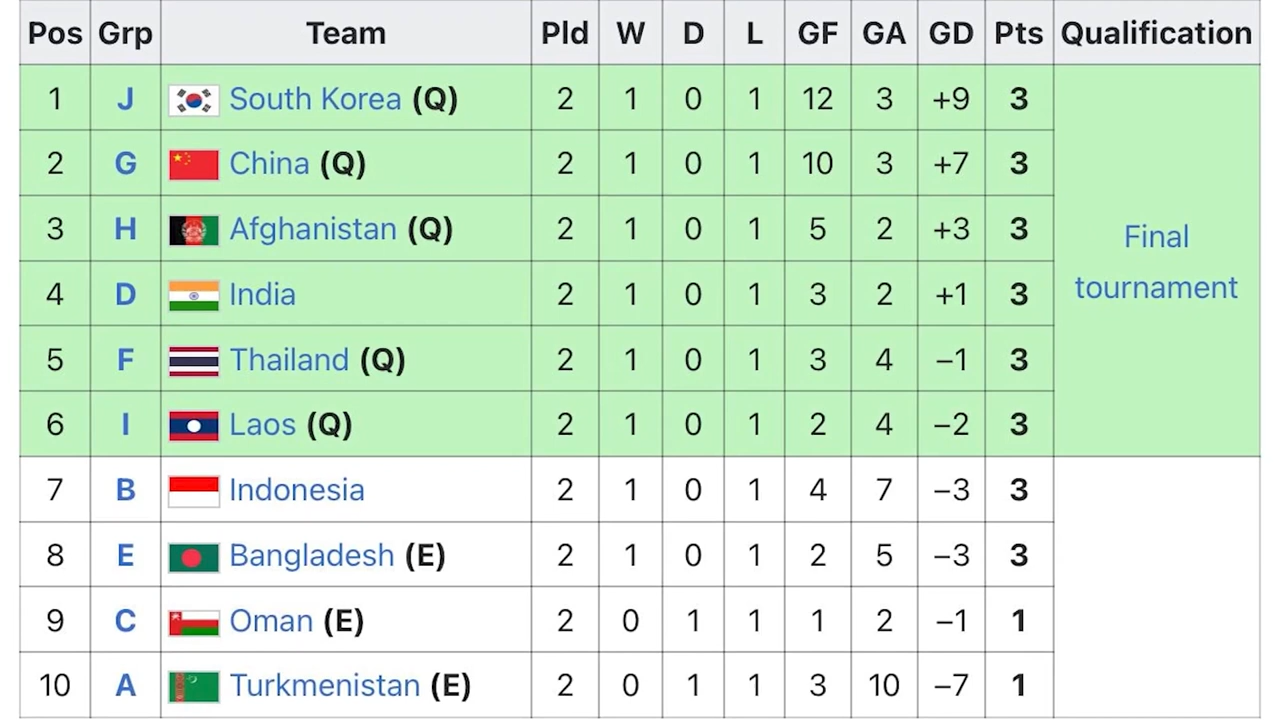 Pos Grp Team Pld W D L GF GA GD Pts Qualification
1 J South Korea (Q) 2 1 0 1 12 3 +9 3
2 G China (Q) 2 1 0 1 10 3 +7 3
3 H Afghanistan (Q) 2 1 0 1 5 2 +3 3
Final
4 D India 2 1 0 1 3 2 +1 3
tournament
5 F Thailand (Q) 2 1 0 1 3 4 −1 3
6 I Laos (Q) 2 1 0 1 2 4 −2 3
7 B Indonesia 2 1 0 1 4 7 −3 3
8 E Bangladesh (E) 2 1 0 1 2 5 −3 3
9 C Oman (E) 2 0 1 1 1 2 −1 1
10 A Turkmenistan (E) 2 0 1 1 3 10 −7 1